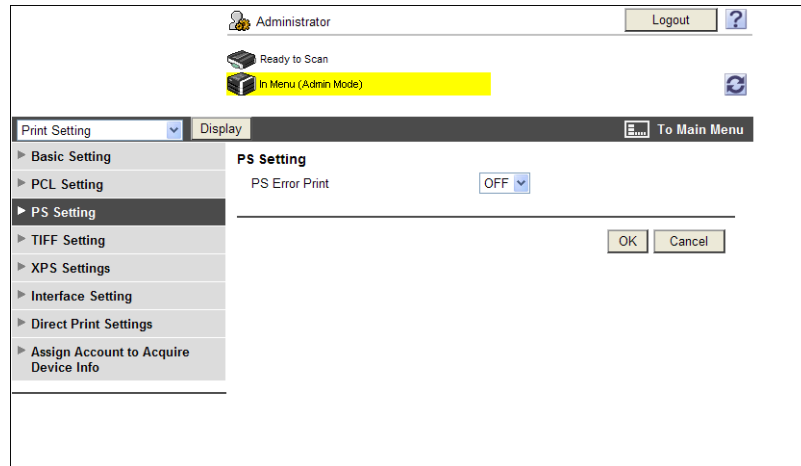 Administrator
Logout
?
Ready to Scan
In Menu (Admin Mode)
Print Setting
Display
To Main Menu
Basic Setting
PCL Setting
PS Setting
TIFF Setting
XPS Settings
Interface Setting
Direct Print Settings
Assign Account to Acquire
Device Info
PS Setting
PS Error Print
OFF
OK
Cancel